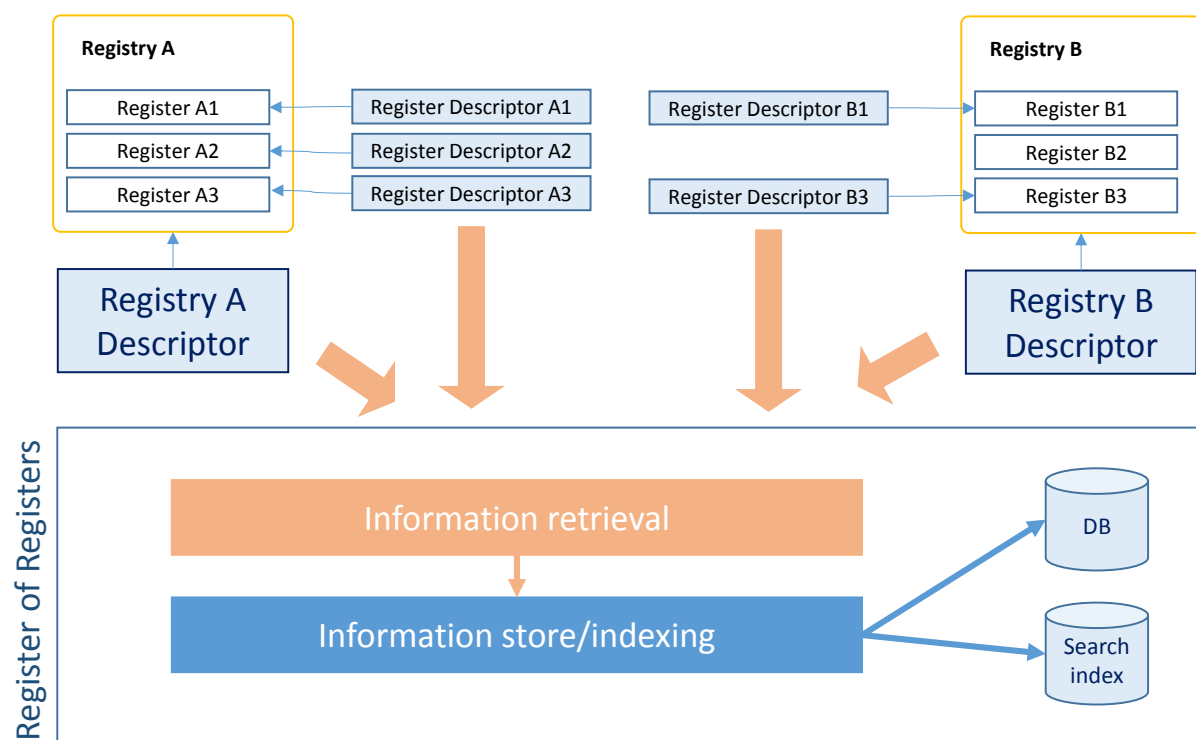 Registry A
Register A1
Register A2
Register A3
Register Descriptor A1
Register Descriptor A2
Register Descriptor A3
Registry A
Descriptor
Register Descriptor B1
Register Descriptor B3
Registry B
Register B1
Register B2
Register B3
Registry B
Descriptor
Register of Registers
Information retrieval
Information store/indexing
DB
Search
index